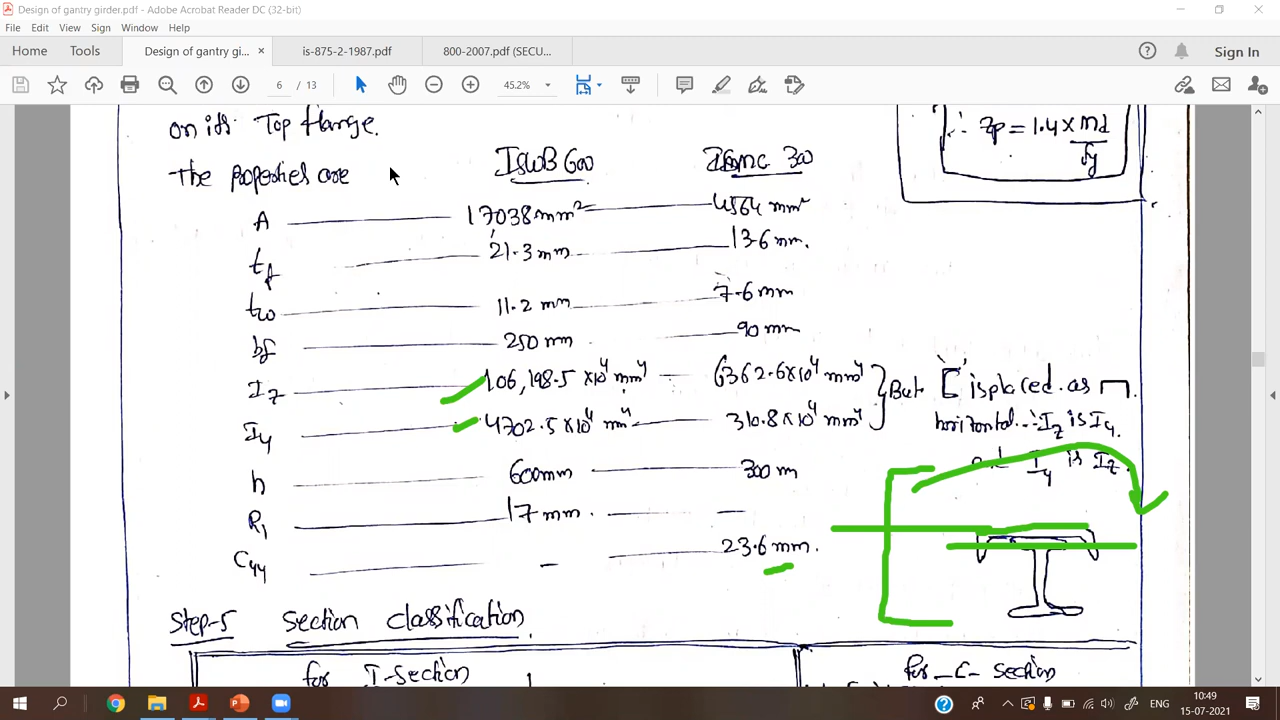 Design of gantry girder.pdf - Adobe Acrobat Reader DC (32-bit)
File Edit View Sign Window Help
Home Tools Design of gantry gi... × is-875-2-1987.pdf 800-2007.pdf (SECU... Sign In
6 / 13 45.2%
on its Top flange.
∴ Zp = 1.4 × Md/fy
The properties are ISWB 600 ISMC 300
A 17038 mm² 4564 mm²
tf 21.3 mm 13.6 mm.
tw 11.2 mm 7.6 mm
bf 250 mm 90 mm
Iz 106,198.5 × 10⁴ mm⁴ 6362.6×10⁴ mm⁴ But '[' is placed as ⊓.
Iy 4702.5×10⁴ mm⁴ 310.8×10⁴ mm⁴ horizontal ∴ Iz is Iy.
Iy is Iz.
h 600mm 300 m
R1 17 mm. —
Cyy — 23.6 mm.
Step-5 section classification
for I-section for -C- section
10:49
ENG
15-07-2021